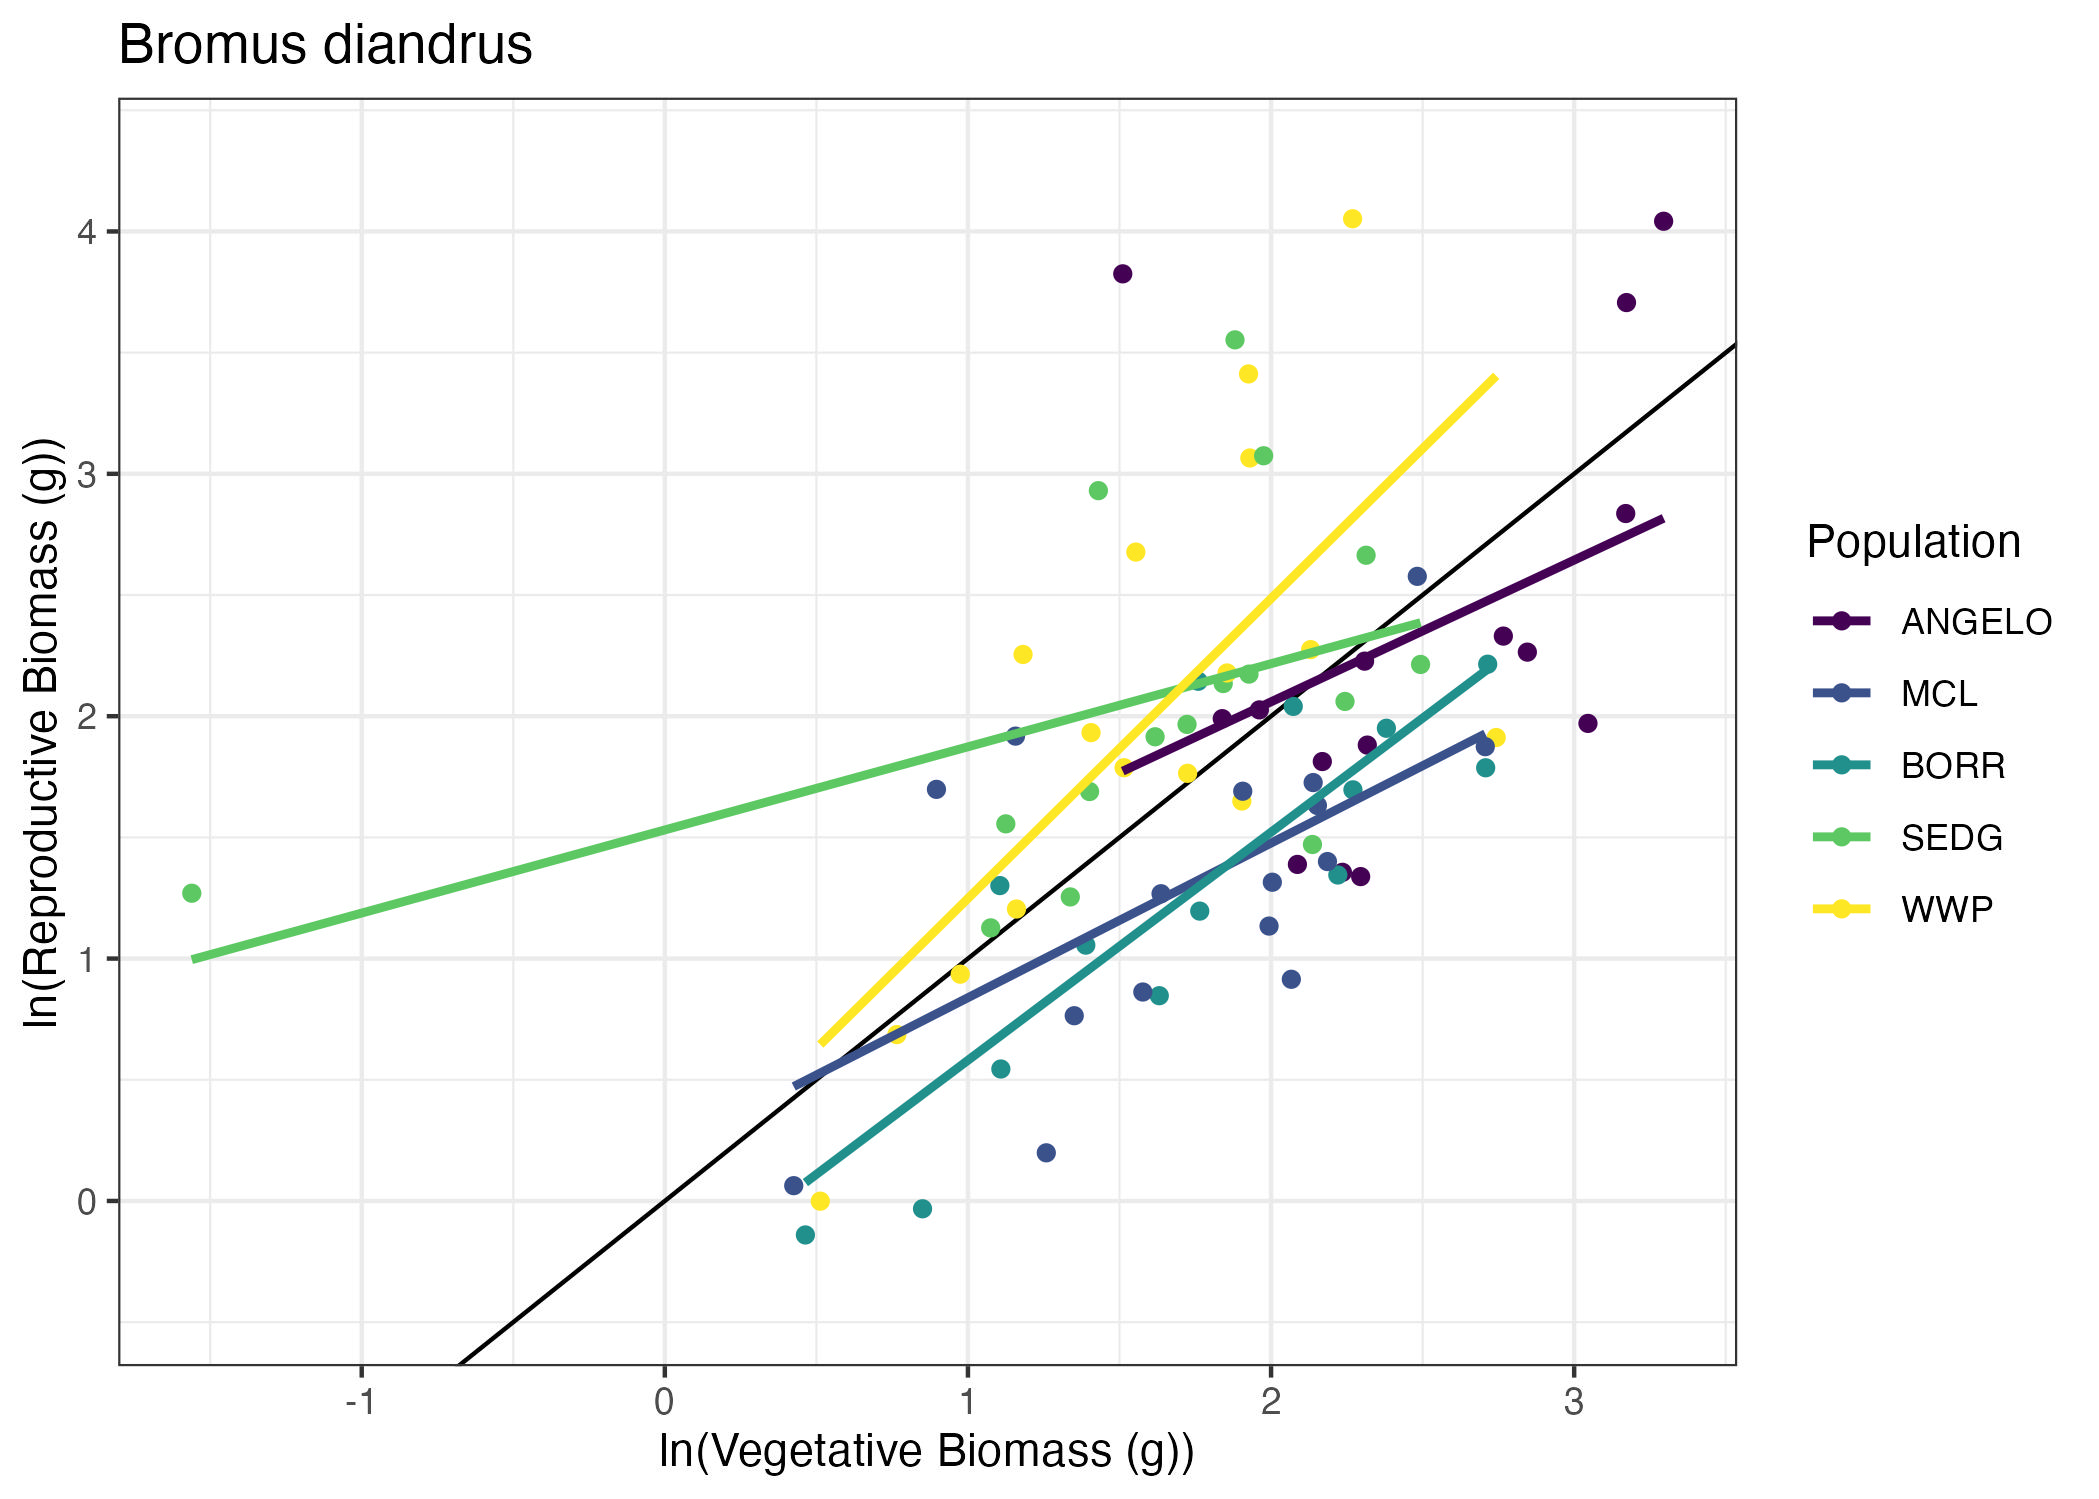 Bromus diandrus
4
3
2
1
0
ln(Reproductive Biomass (g))
-1 0 1 2 3
ln(Vegetative Biomass (g))
Population
ANGELO
MCL
BORR
SEDG
WWP